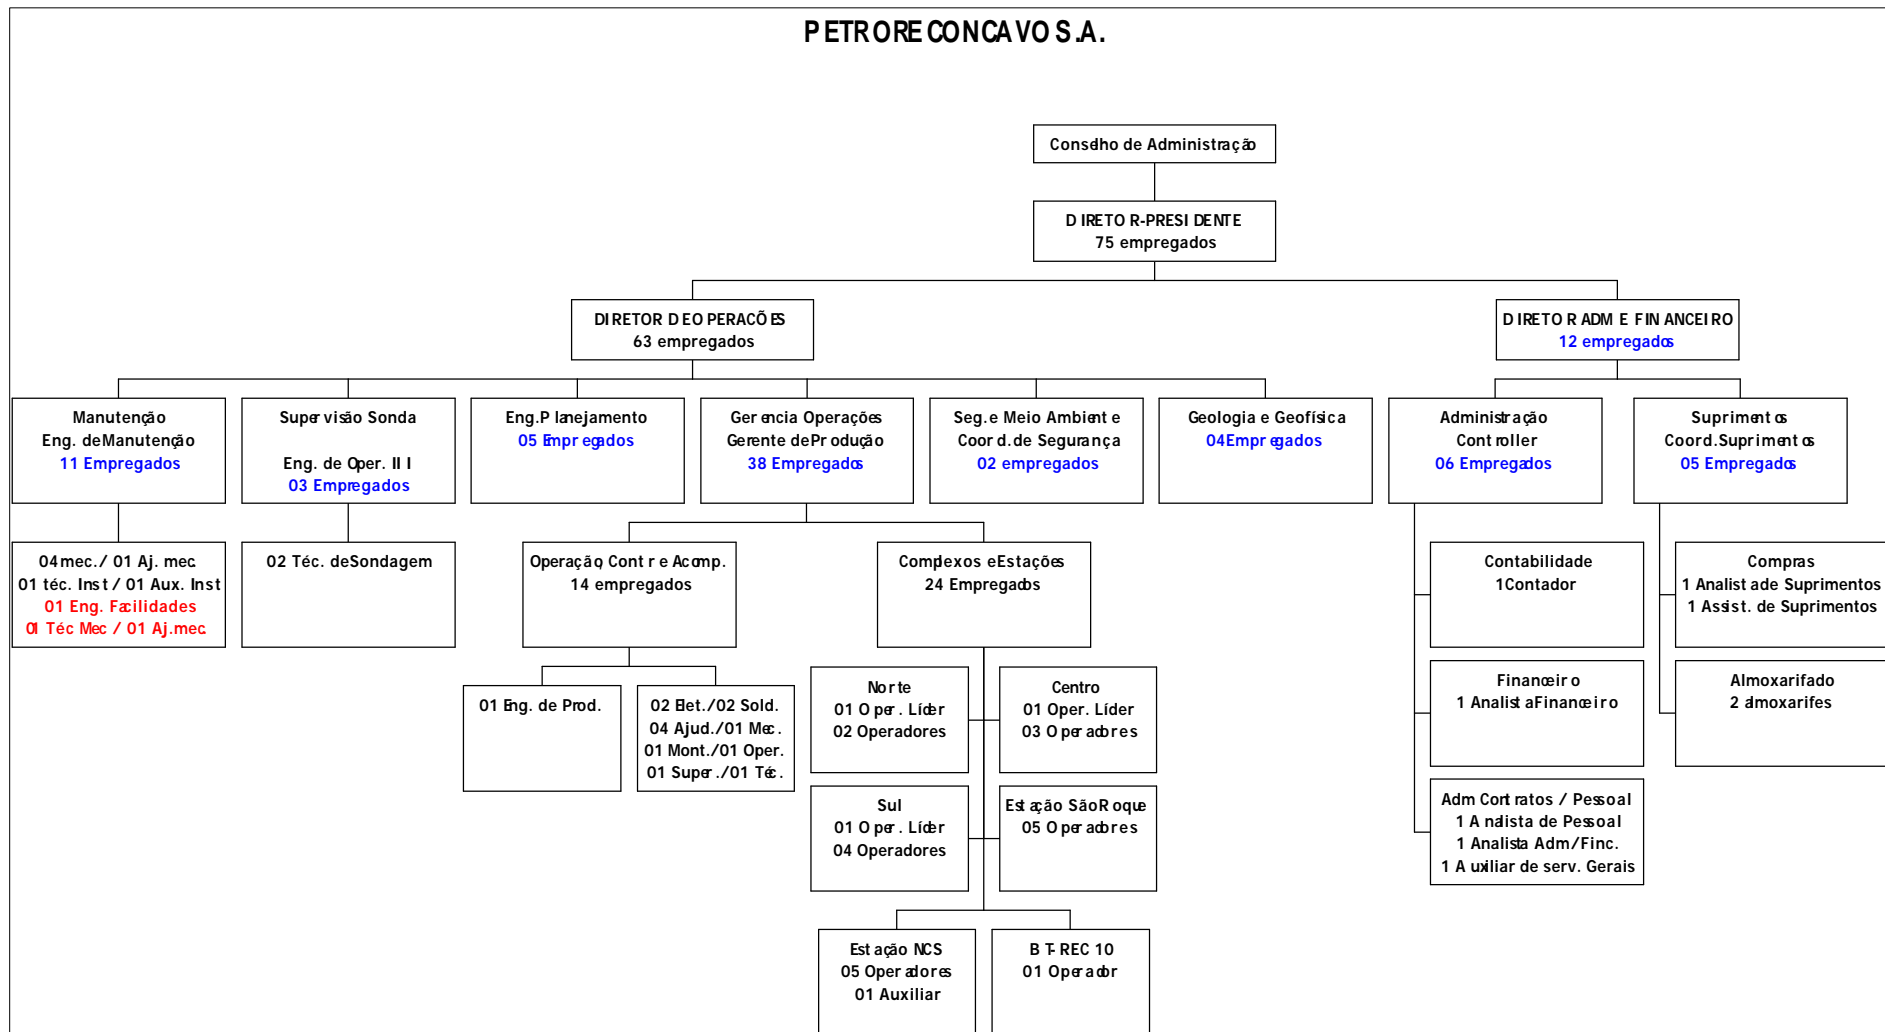 PETRORECONCAVO S.A.
Conselho de Administração
DIRETOR-PRESIDENTE
75 empregados
DIRETOR DE OPERACÕES
63 empregados
DIRETOR ADM E FINANCEIRO
12 empregados
Manutenção
Eng. de Manutenção
11 Empregados
Supervisão Sonda
Eng. de Oper. III
03 Empregados
Eng.Planejamento
05 Empregados
Gerencia Operações
Gerente de Produção
38 Empregados
Seg.e Meio Ambiente
Coord.de Segurança
02 empregados
Geologia e Geofísica
04Empregados
Administração
Controller
06 Empregados
Suprimentos
Coord.Suprimentos
05 Empregados
04mec./ 01 Aj. mec.
01 téc. Inst / 01 Aux. Inst
01 Eng. Facilidades
01 Téc Mec / 01 Aj.mec.
02 Téc. de Sondagem
Operação, Contr e Acomp.
14 empregados
Complexos e Estações
24 Empregados
Contabilidade
1Contador
Compras
1 Analista de Suprimentos
1 Assist. de Suprimentos
01 Eng. de Prod.
02 Elet./02 Sold.
04 Ajud./01 Mec.
01 Mont./01 Oper.
01 Super./01 Téc.
Norte
01 Oper. Líder
02 Operadores
Centro
01 Oper. Líder
03 Operadores
Financeiro
1 Analista Financeiro
Almoxarifado
2 almoxarifes
Sul
01 Oper. Líder
04 Operadores
Estação São Roque
05 Operadores
Adm Contratos / Pessoal
1 Analista de Pessoal
1 Analista Adm/Finc.
1 Auxiliar de serv. Gerais
Estação NCS
05 Operadores
01 Auxiliar
BT-REC 10
01 Operador